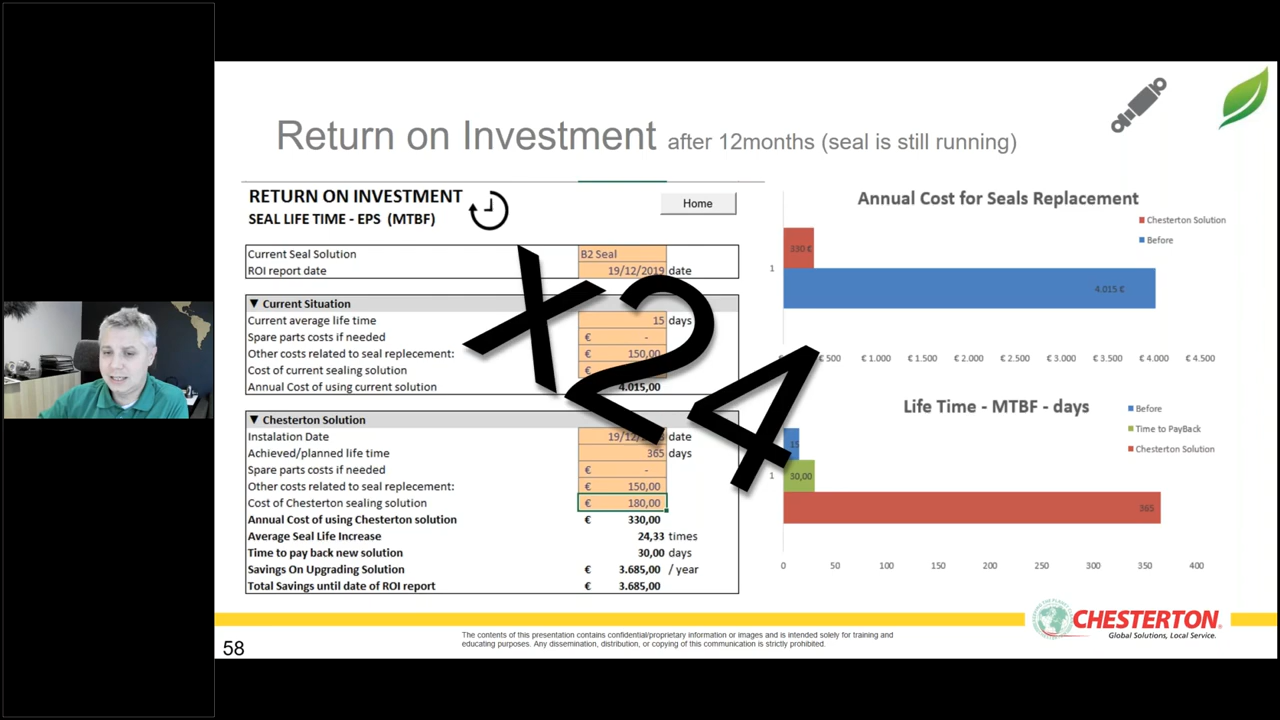 Return on Investment after 12months (seal is still running)
RETURN ON INVESTMENT
SEAL LIFE TIME - EPS (MTBF)
Home
Current Seal Solution B2 Seal
ROI report date 19/12/2019 date
▼ Current Situation
Current average life time 15 days
Spare parts costs if needed € -
Other costs related to seal replecement: € 150,00
Cost of current sealing solution €
Annual Cost of using current solution 4.015,00
▼ Chesterton Solution
Instalation Date 19/12/ date
Achieved/planned life time 365 days
Spare parts costs if needed € -
Other costs related to seal replecement: € 150,00
Cost of Chesterton sealing solution € 180,00
Annual Cost of using Chesterton solution € 330,00
Average Seal Life Increase 24,33 times
Time to pay back new solution 30,00 days
Savings On Upgrading Solution € 3.685,00 / year
Total Savings until date of ROI report € 3.685,00
X24
Annual Cost for Seals Replacement
Chesterton Solution
Before
330 €
1
4.015 €
€ 500 € 1.000 € 1.500 € 2.000 € 2.500 € 3.000 € 3.500 € 4.000 € 4.500
Life Time - MTBF - days
Before
Time to PayBack
Chesterton Solution
15
1 30,00
365
0 50 100 150 200 250 300 350 400
CHESTERTON®
Global Solutions, Local Service.
The contents of this presentation contains confidential/proprietary information or images and is intended solely for training and
educating purposes. Any dissemination, distribution, or copying of this communication is strictly prohibited.
58